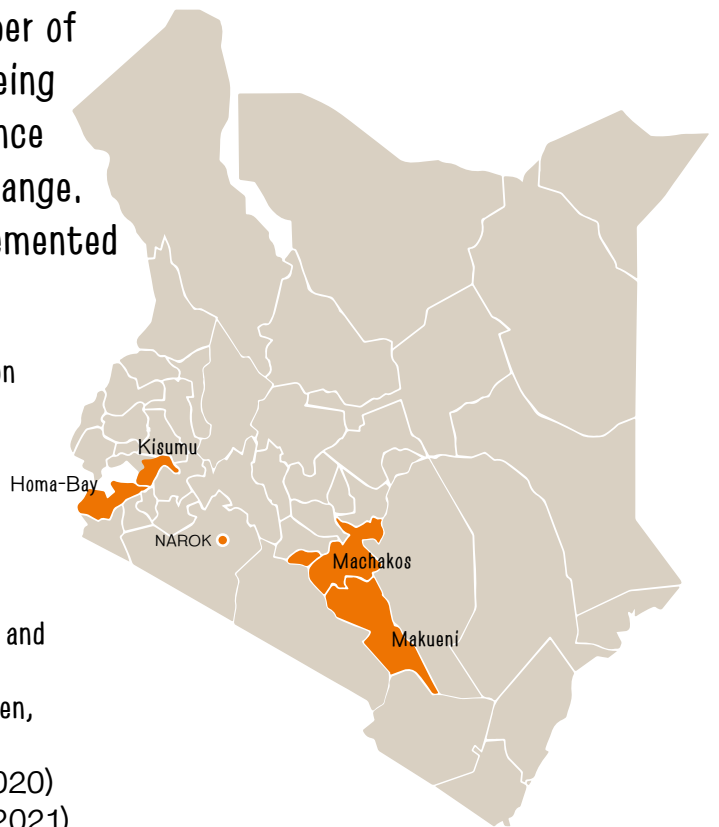 ber of
eing
nce
ange.
emented
on
Kisumu
Homa-Bay
NAROK
Machakos
and
Makueni
en,
020)
2021)